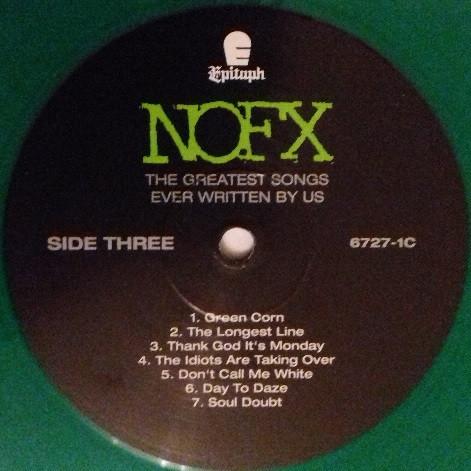 Epitaph
NOFX
THE GREATEST SONGS
EVER WRITTEN BY US
SIDE THREE
6727-1C
1. Green Corn
2. The Longest Line
3. Thank God It's Monday
4. The Idiots Are Taking Over
5. Don't Call Me White
6. Day To Daze
7. Soul Doubt